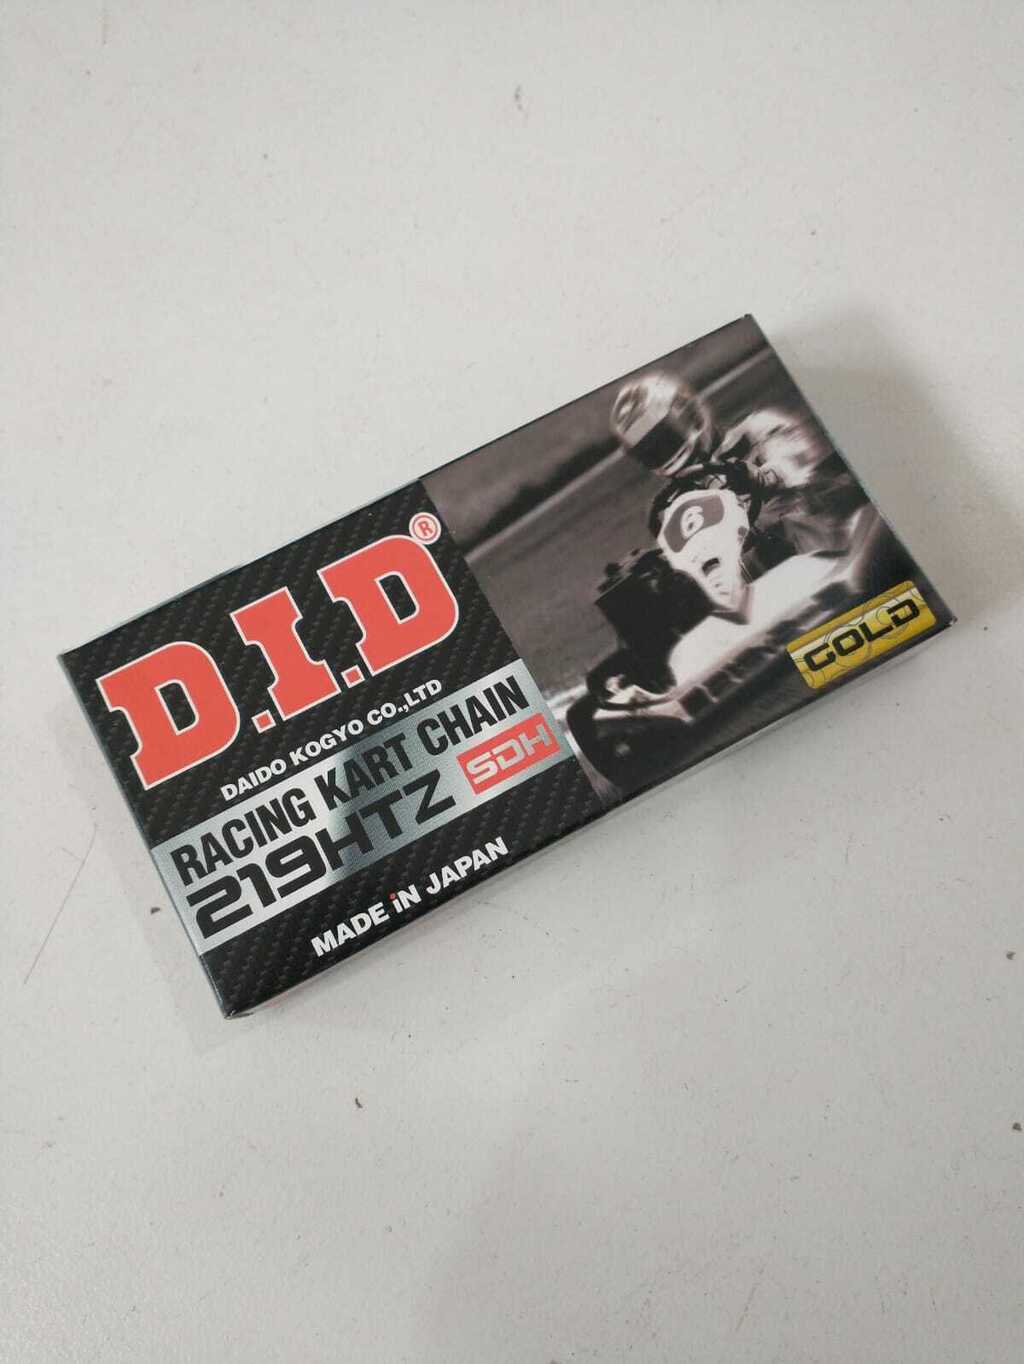 D.I.D®
DAIDO KOGYO CO.,LTD
RACING KART CHAIN
219HTZ SDH
MADE iN JAPAN
6
GOLD